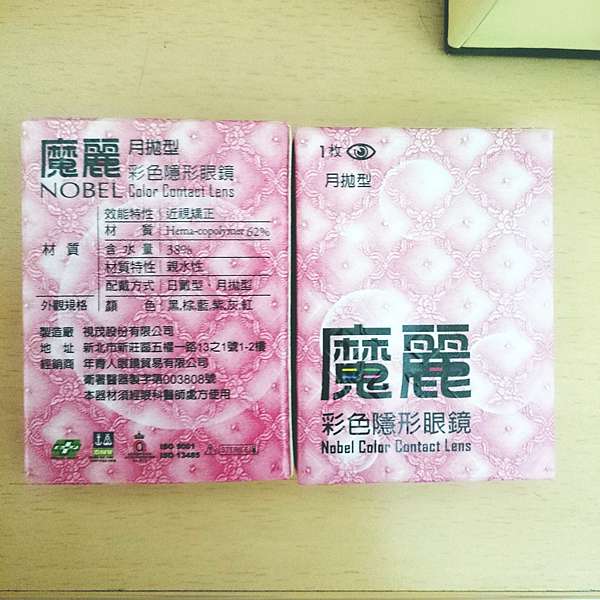 魔麗 月拋型
彩色隱形眼鏡
NOBEL Color Contact Lens
效能特性 近視矯正
材質 材質 Hema-copolymer 62%
含水量 38%
材質特性 親水性
配戴方式 日戴型、月拋型
外觀規格 顏色 黑,棕,藍,紫,灰,紅
製造廠 視茂股份有限公司
地址 新北市新莊區五權一路13之1號1-2樓
經銷商 年青人眼鏡貿易有限公司
衛署醫器製字第003808號
本器材須經眼科醫師處方使用
ISO 9001
ISO 13485
1枚
月拋型
魔麗
彩色隱形眼鏡
Nobel Color Contact Lens